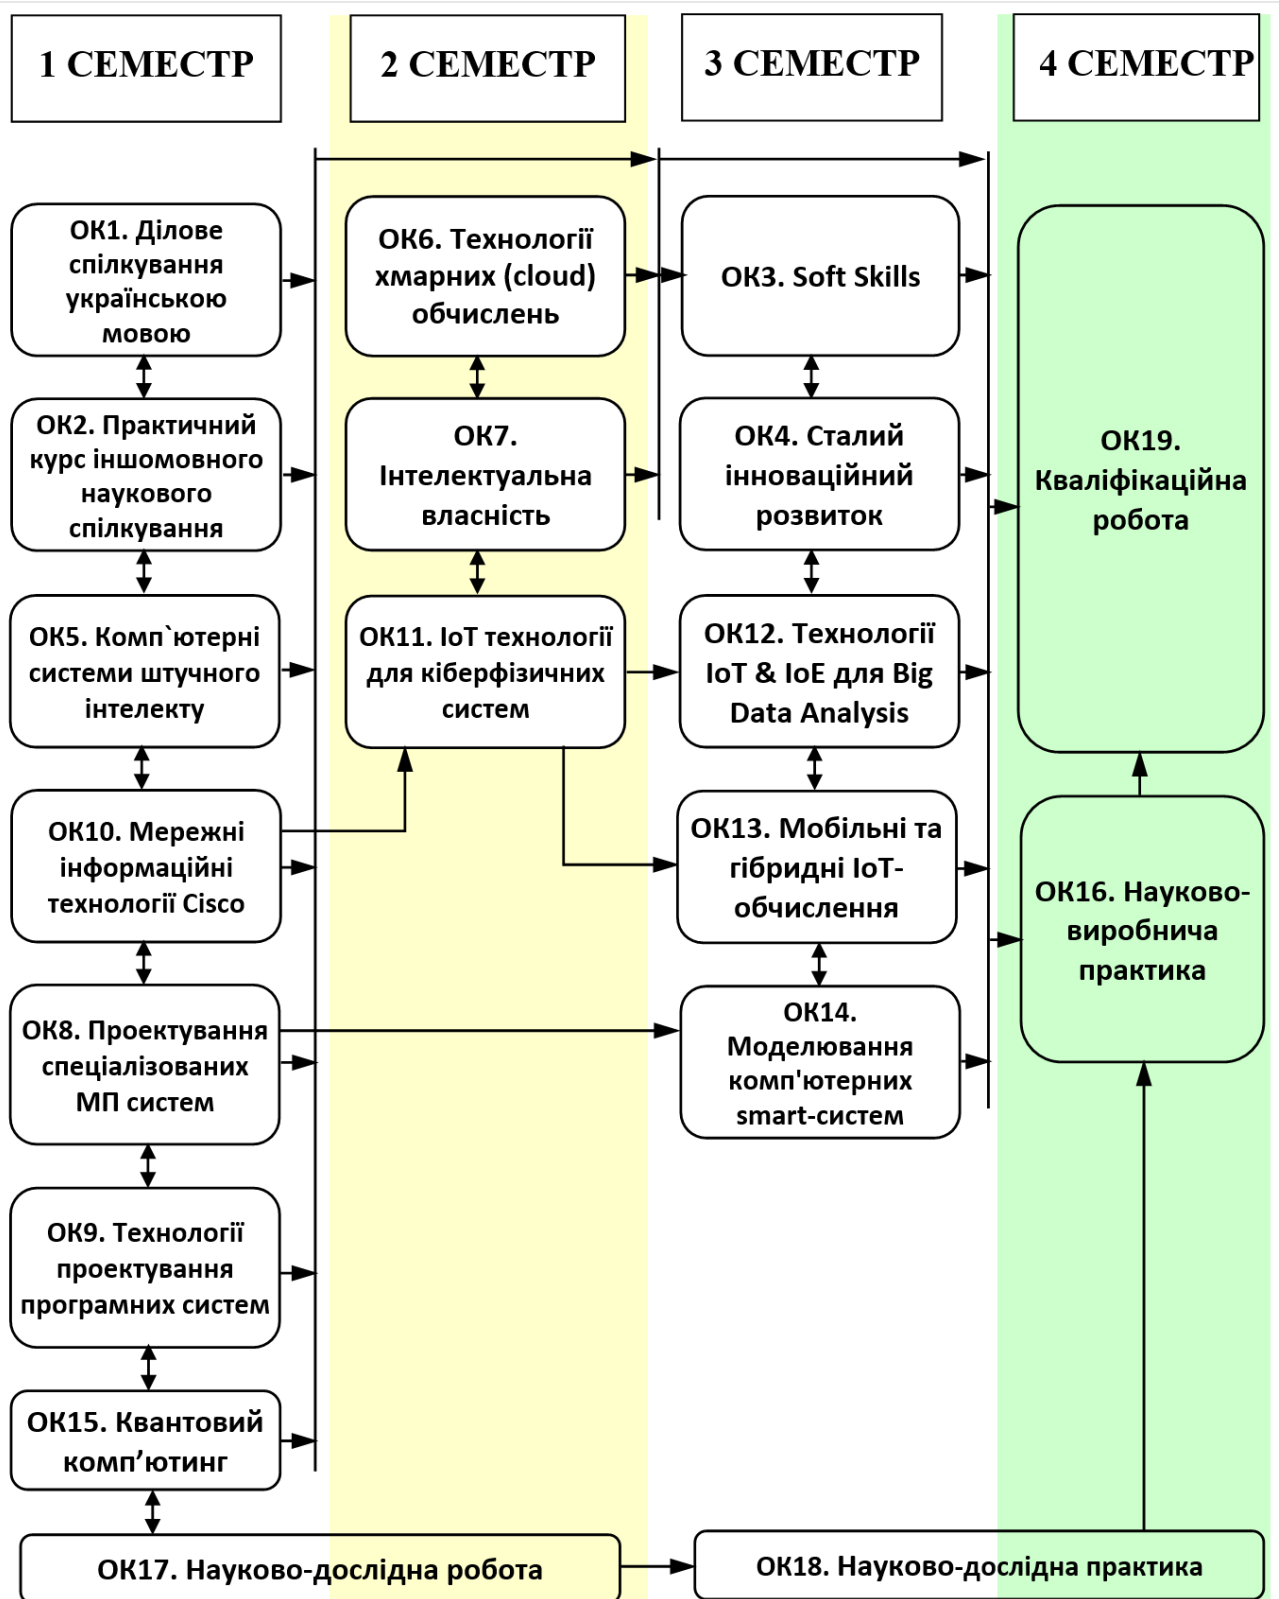 1 СЕМЕСТР
2 СЕМЕСТР
3 СЕМЕСТР
4 СЕМЕСТР
ОК1. Ділове
спілкування
українською
мовою
ОК2. Практичний
курс іншомовного
наукового
спілкування
ОК5. Комп`ютерні
системи штучного
інтелекту
ОК10. Мережні
інформаційні
технології Cisco
ОК8. Проектування
спеціалізованих
МП систем
ОК9. Технології
проектування
програмних систем
ОК15. Квантовий
комп’ютинг
ОК17. Науково-дослідна робота
ОК6. Технології
хмарних (cloud)
обчислень
ОК7.
Інтелектуальна
власність
ОК11. IoT технології
для кіберфізичних
систем
ОК3. Soft Skills
ОК4. Сталий
інноваційний
розвиток
ОК12. Технології
IoT & IoE для Big
Data Analysis
ОК13. Мобільні та
гібридні IoT-
обчислення
ОК14.
Моделювання
комп'ютерних
smart-систем
ОК18. Науково-дослідна практика
ОК19.
Кваліфікаційна
робота
ОК16. Науково-
виробнича
практика